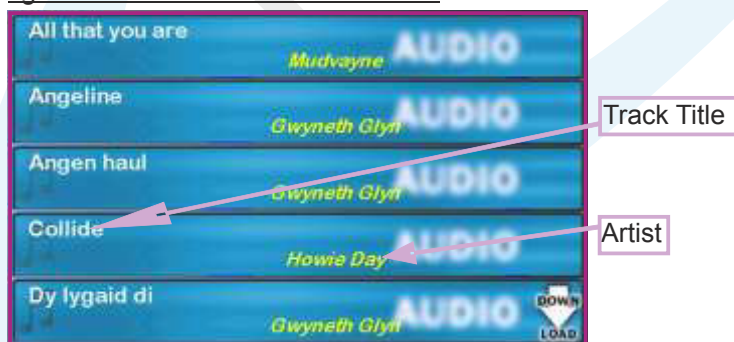 All that you are
Mudvayne AUDIO
Angeline
Gwyneth Glyn AUDIO
Track Title
Angen haul
Gwyneth Glyn AUDIO
Collide
Artist
Howie Day AUDIO
Dy lygaid di
Gwyneth Glyn AUDIO
DOWN
LOAD